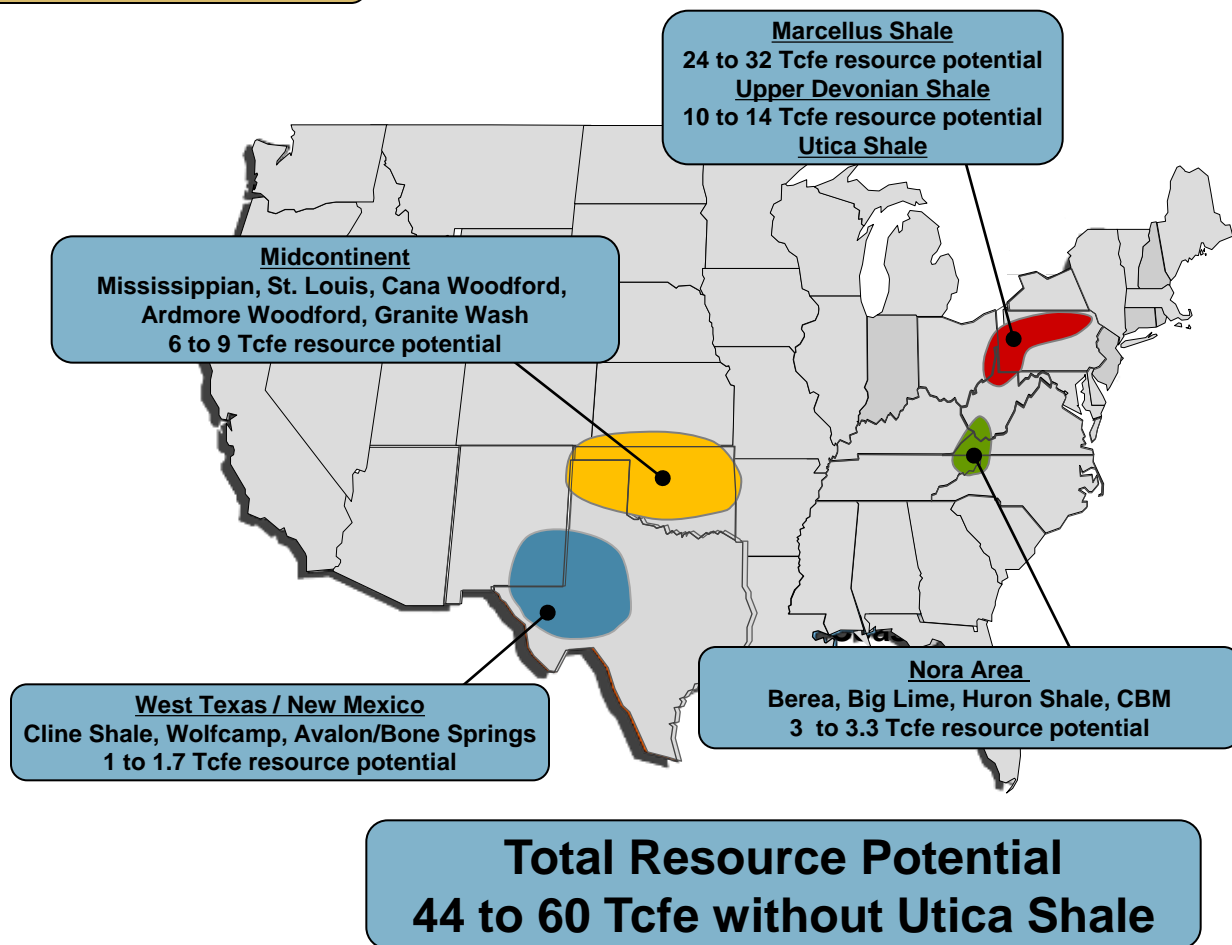 Marcellus Shale
24 to 32 Tcfe resource potential
Upper Devonian Shale
10 to 14 Tcfe resource potential
Utica Shale
Midcontinent
Mississippian, St. Louis, Cana Woodford,
Ardmore Woodford, Granite Wash
6 to 9 Tcfe resource potential
West Texas / New Mexico
Cline Shale, Wolfcamp, Avalon/Bone Springs
1 to 1.7 Tcfe resource potential
Nora Area
Berea, Big Lime, Huron Shale, CBM
3 to 3.3 Tcfe resource potential
Total Resource Potential
44 to 60 Tcfe without Utica Shale